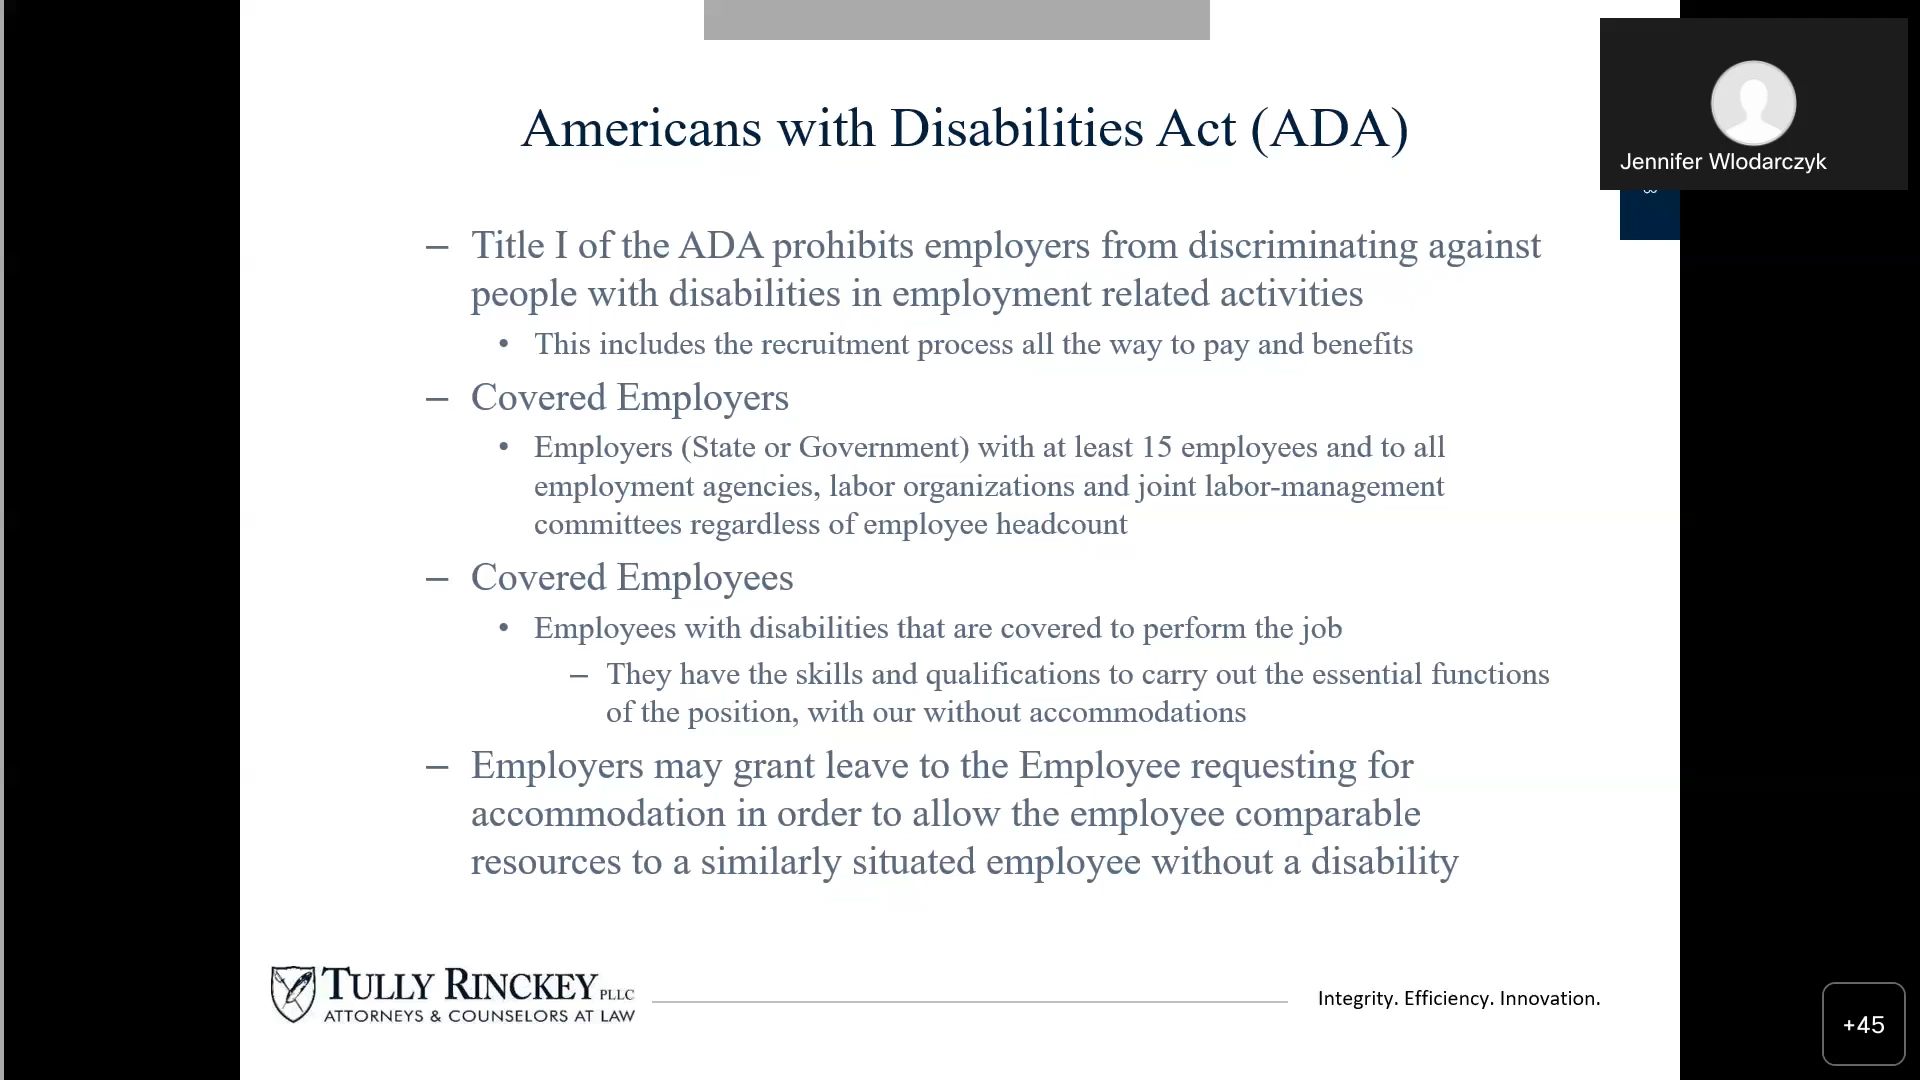 Americans with Disabilities Act (ADA)
Jennifer Wlodarczyk
8
– Title I of the ADA prohibits employers from discriminating against
people with disabilities in employment related activities
• This includes the recruitment process all the way to pay and benefits
– Covered Employers
• Employers (State or Government) with at least 15 employees and to all
employment agencies, labor organizations and joint labor-management
committees regardless of employee headcount
– Covered Employees
• Employees with disabilities that are covered to perform the job
– They have the skills and qualifications to carry out the essential functions
of the position, with our without accommodations
– Employers may grant leave to the Employee requesting for
accommodation in order to allow the employee comparable
resources to a similarly situated employee without a disability
TULLY RINCKEY PLLC
ATTORNEYS & COUNSELORS AT LAW
Integrity. Efficiency. Innovation.
+45